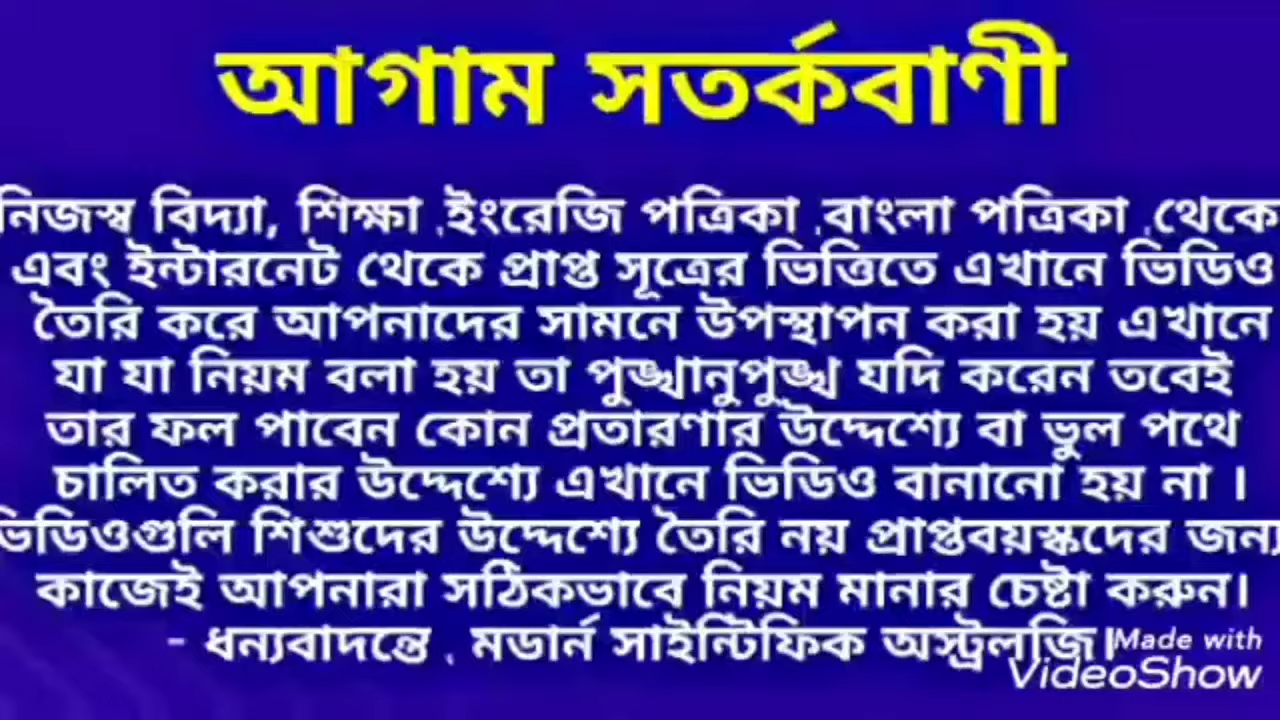 আগাম সতর্কবাণী
নিজস্ব বিদ্যা, শিক্ষা ,ইংরেজি পত্রিকা ,বাংলা পত্রিকা ,থেকে
এবং ইন্টারনেট থেকে প্রাপ্ত সূত্রের ভিত্তিতে এখানে ভিডিও
তৈরি করে আপনাদের সামনে উপস্থাপন করা হয় এখানে
যা যা নিয়ম বলা হয় তা পুঙ্খানুপুঙ্খ যদি করেন তবেই
তার ফল পাবেন কোন প্রতারণার উদ্দেশ্যে বা ভুল পথে
চালিত করার উদ্দেশ্যে এখানে ভিডিও বানানো হয় না ।
ভিডিওগুলি শিশুদের উদ্দেশ্যে তৈরি নয় প্রাপ্তবয়স্কদের জন্য
কাজেই আপনারা সঠিকভাবে নিয়ম মানার চেষ্টা করুন।
- ধন্যবাদন্তে , মডার্ন সাইন্টিফিক অস্ট্রলজি।
Made with
VideoShow